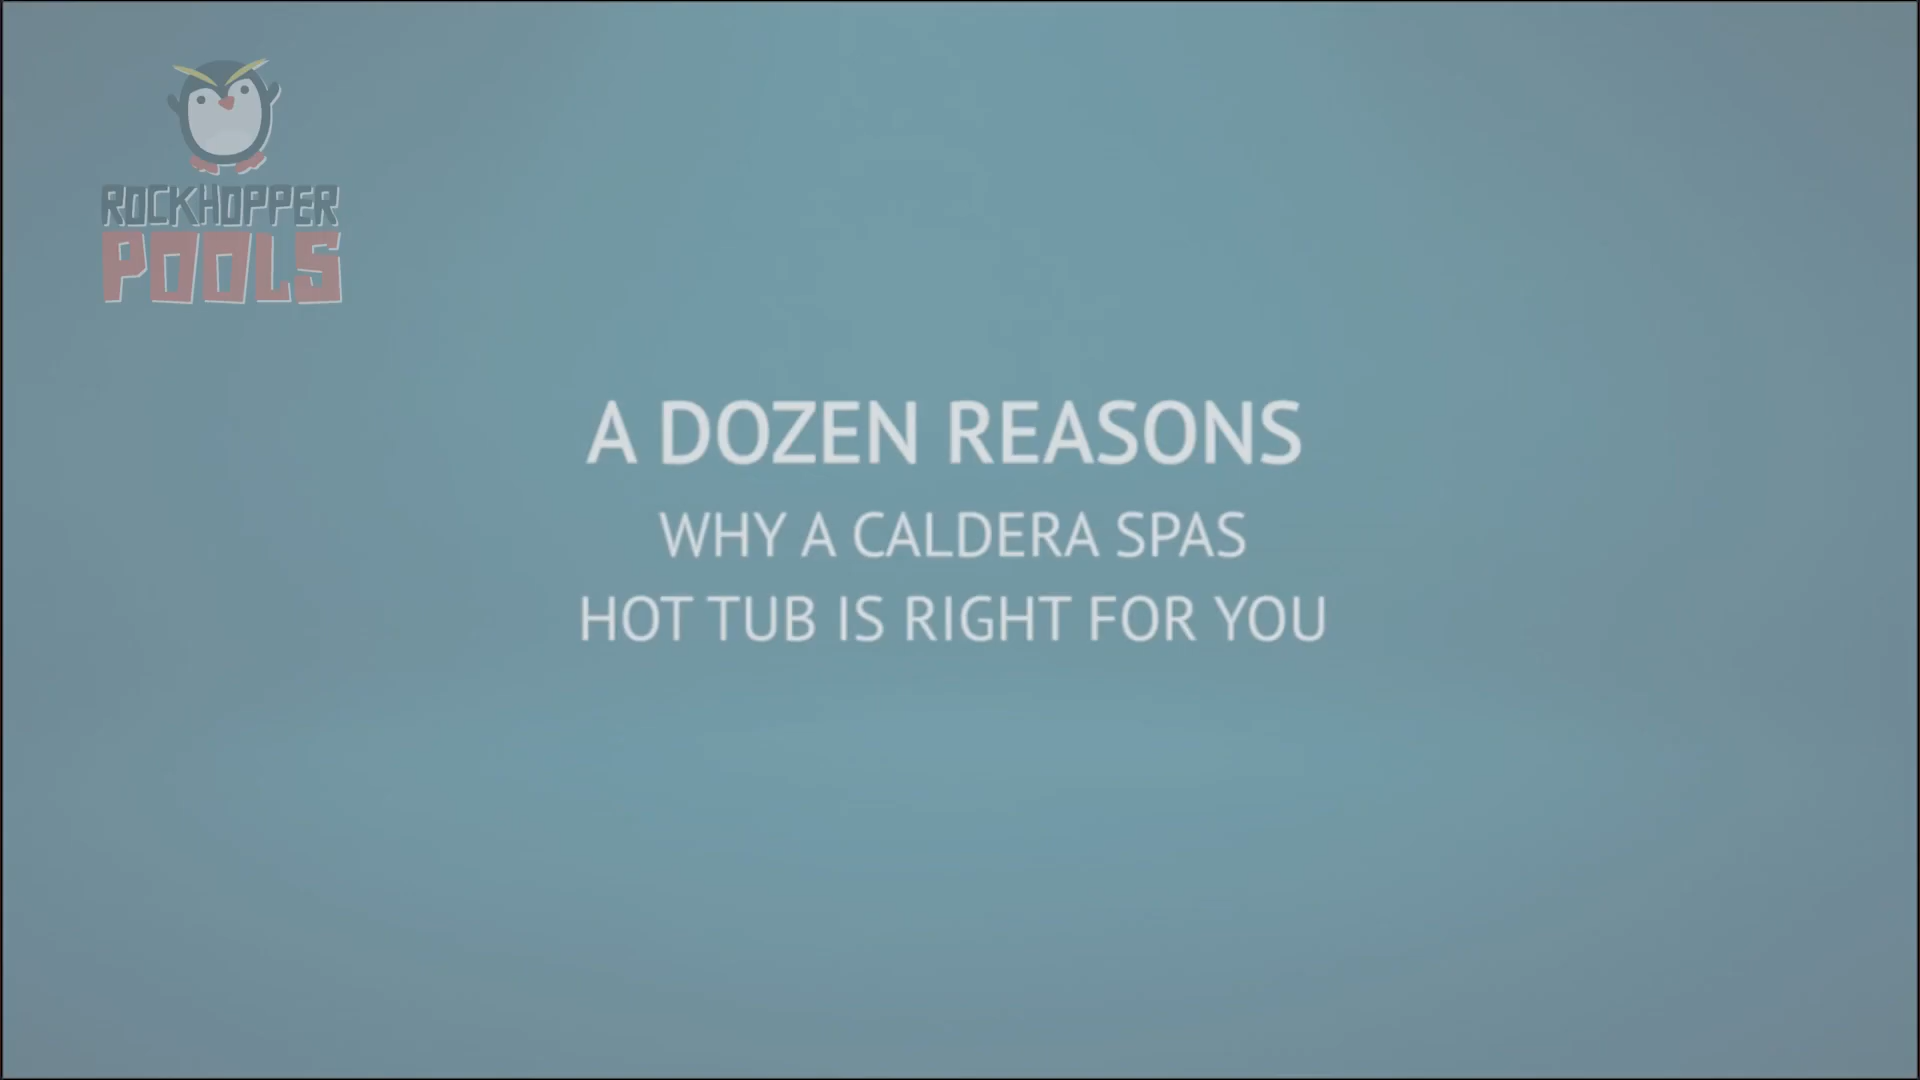 ROCKHOPPER
POOLS
A DOZEN REASONS
WHY A CALDERA SPAS
HOT TUB IS RIGHT FOR YOU